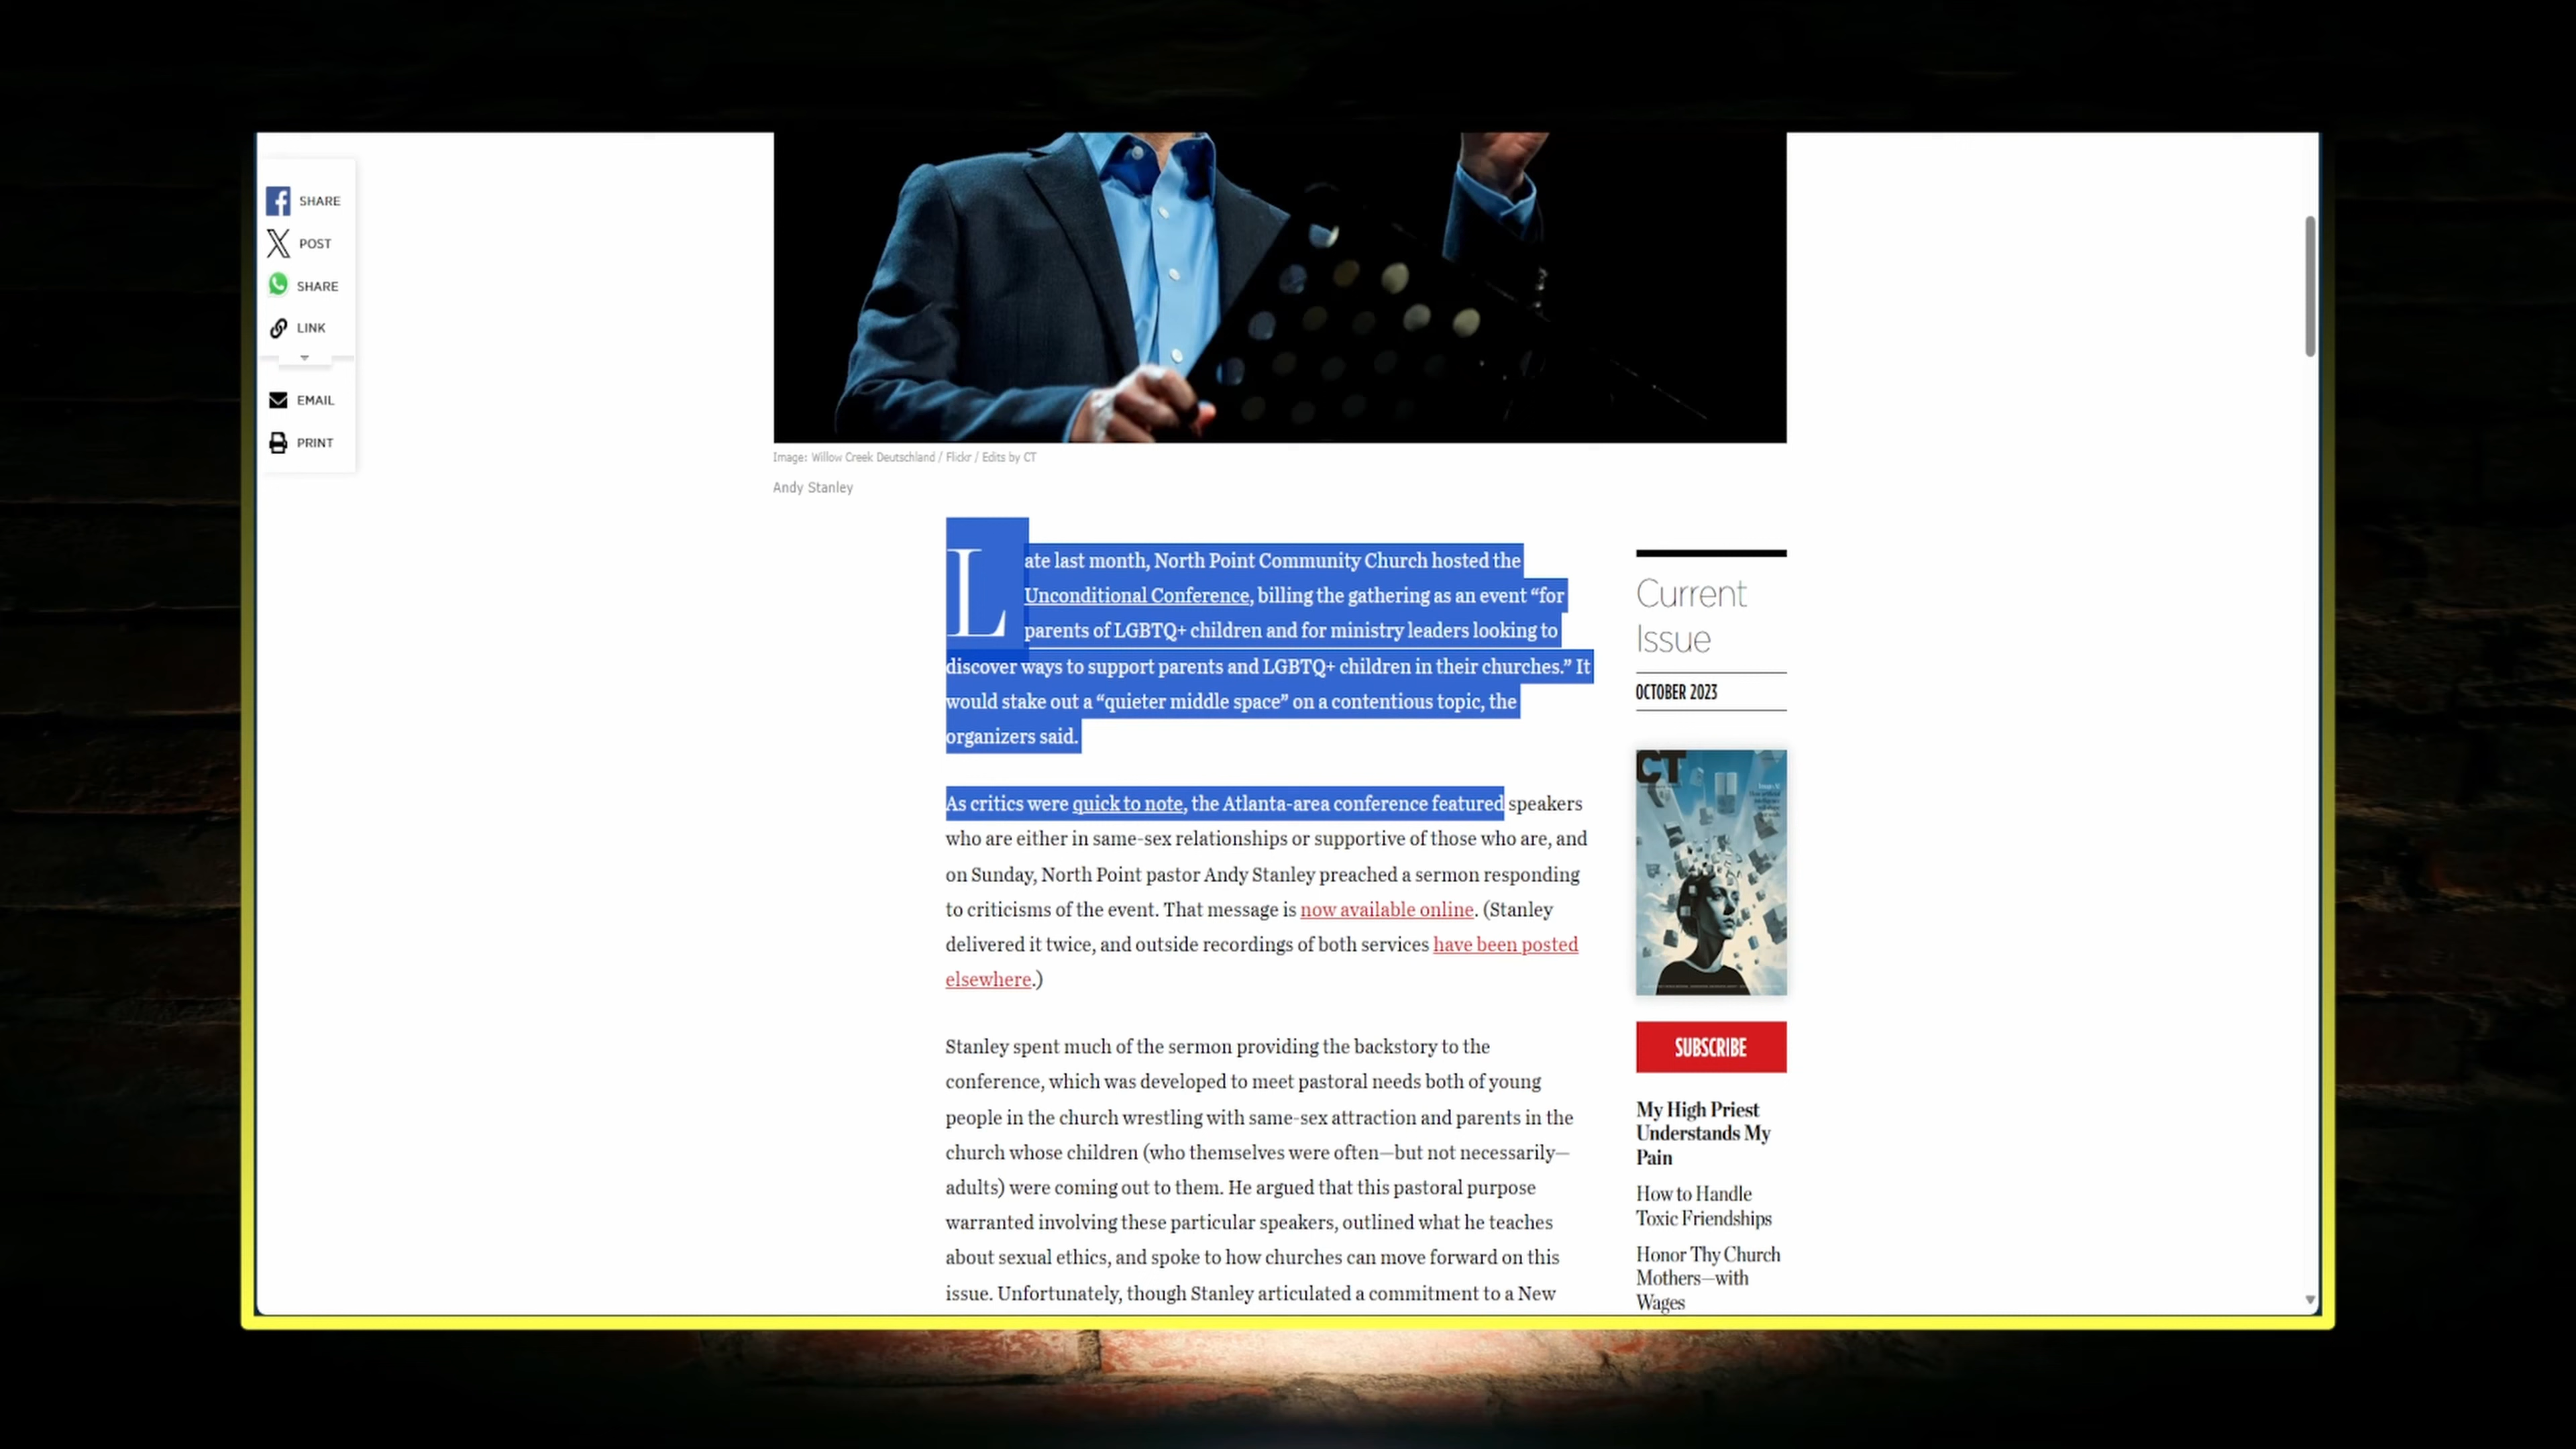 SHARE
POST
SHARE
LINK
EMAIL
PRINT
Image: Willow Creek Deutschland / Flickr / Edits by CT
Andy Stanley
Late last month, North Point Community Church hosted the
Unconditional Conference, billing the gathering as an event “for
parents of LGBTQ+ children and for ministry leaders looking to
discover ways to support parents and LGBTQ+ children in their churches.” It
would stake out a “quieter middle space” on a contentious topic, the
organizers said.
As critics were quick to note, the Atlanta-area conference featured speakers
who are either in same-sex relationships or supportive of those who are, and
on Sunday, North Point pastor Andy Stanley preached a sermon responding
to criticisms of the event. That message is now available online. (Stanley
delivered it twice, and outside recordings of both services have been posted
elsewhere.)
Stanley spent much of the sermon providing the backstory to the
conference, which was developed to meet pastoral needs both of young
people in the church wrestling with same-sex attraction and parents in the
church whose children (who themselves were often—but not necessarily—
adults) were coming out to them. He argued that this pastoral purpose
warranted involving these particular speakers, outlined what he teaches
about sexual ethics, and spoke to how churches can move forward on this
issue. Unfortunately, though Stanley articulated a commitment to a New
Current
Issue
OCTOBER 2023
CT
SUBSCRIBE
My High Priest
Understands My
Pain
How to Handle
Toxic Friendships
Honor Thy Church
Mothers—with
Wages